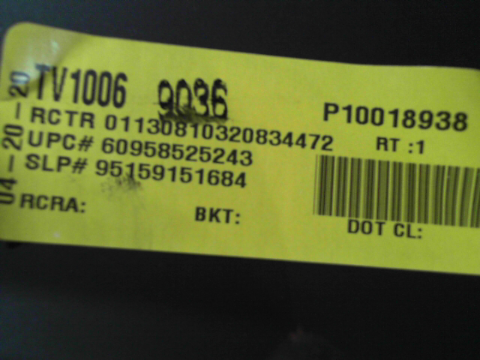 04-20-20
TV1006 9036
P10018938
RCTR 01130810320834472 RT :1
UPC# 60958525243
SLP# 95159151684
RCRA: BKT: DOT CL: